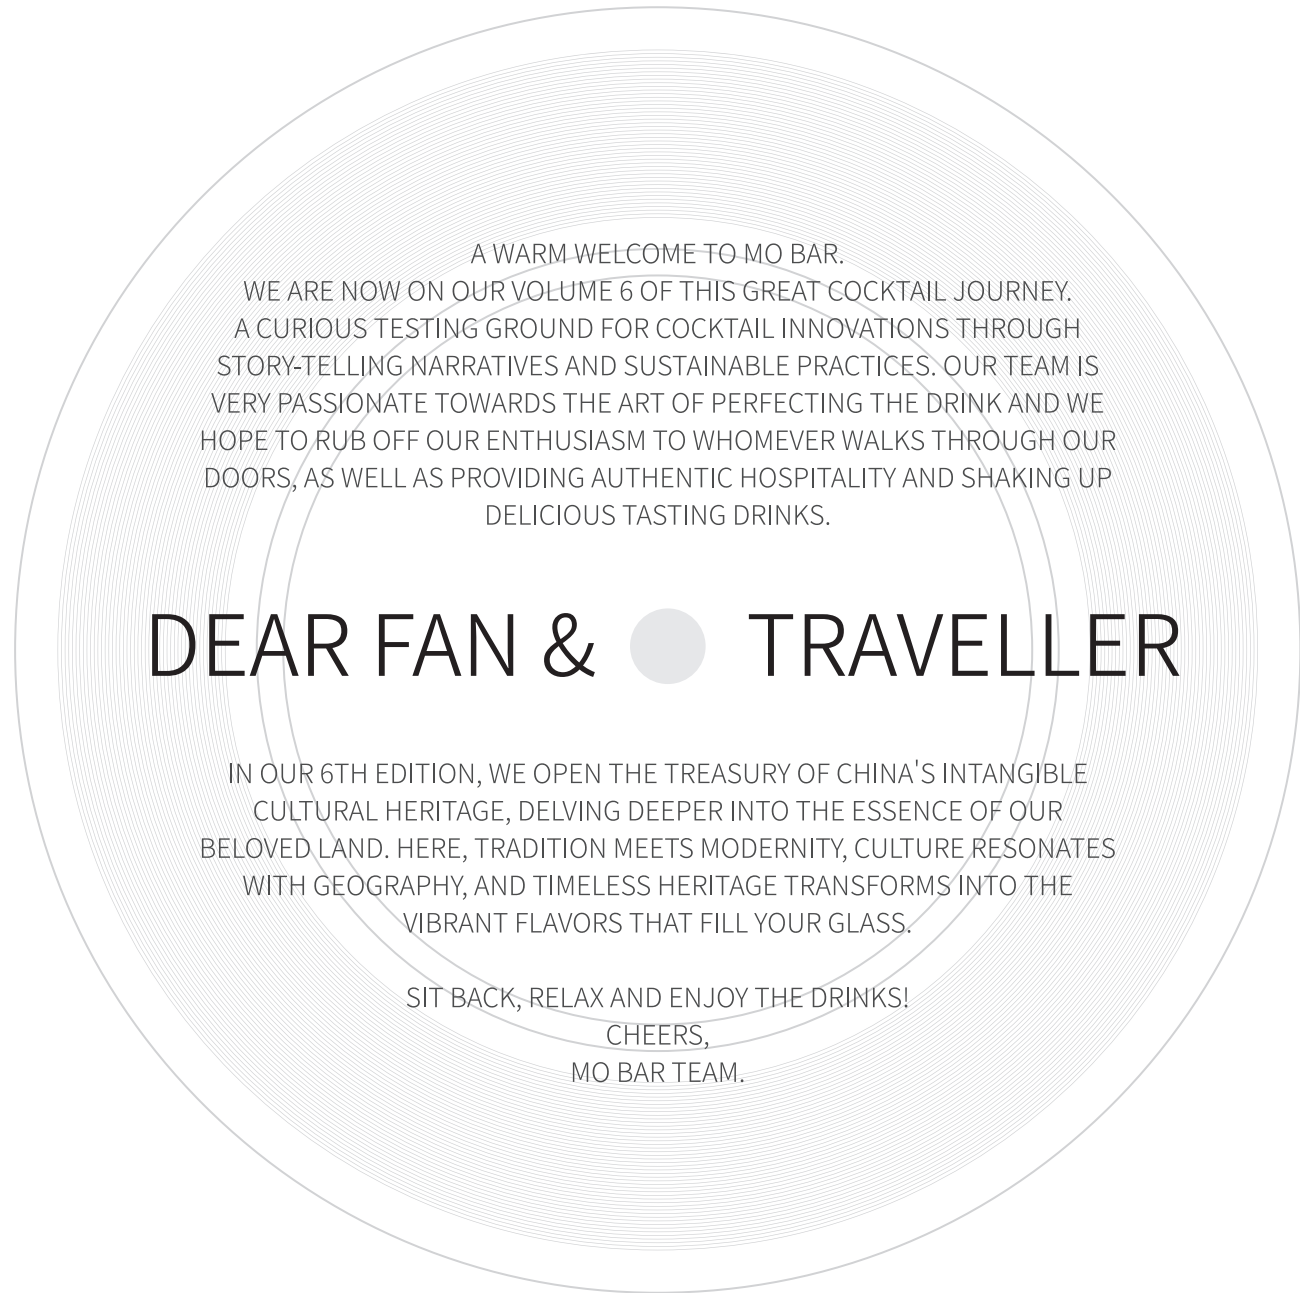 A WARM WELCOME TO MO BAR.
WE ARE NOW ON OUR VOLUME 6 OF THIS GREAT COCKTAIL JOURNEY.
A CURIOUS TESTING GROUND FOR COCKTAIL INNOVATIONS THROUGH
STORY-TELLING NARRATIVES AND SUSTAINABLE PRACTICES. OUR TEAM IS
VERY PASSIONATE TOWARDS THE ART OF PERFECTING THE DRINK AND WE
HOPE TO RUB OFF OUR ENTHUSIASM TO WHOMEVER WALKS THROUGH OUR
DOORS, AS WELL AS PROVIDING AUTHENTIC HOSPITALITY AND SHAKING UP
DELICIOUS TASTING DRINKS.
DEAR FAN & TRAVELLER
IN OUR 6TH EDITION, WE OPEN THE TREASURY OF CHINA'S INTANGIBLE
CULTURAL HERITAGE, DELVING DEEPER INTO THE ESSENCE OF OUR
BELOVED LAND. HERE, TRADITION MEETS MODERNITY, CULTURE RESONATES
WITH GEOGRAPHY, AND TIMELESS HERITAGE TRANSFORMS INTO THE
VIBRANT FLAVORS THAT FILL YOUR GLASS.
SIT BACK, RELAX AND ENJOY THE DRINKS!
CHEERS,
MO BAR TEAM.